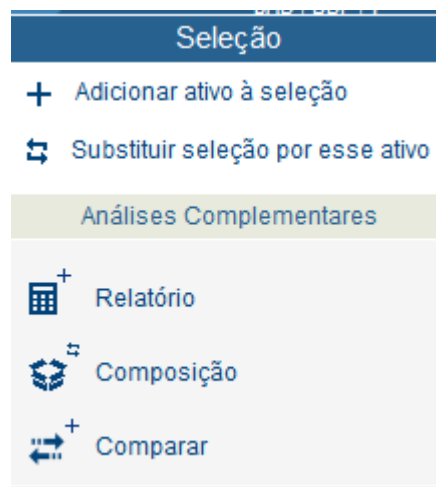 Seleção
Adicionar ativo à seleção
Substituir seleção por esse ativo
Análises Complementares
Relatório
Composição
Comparar